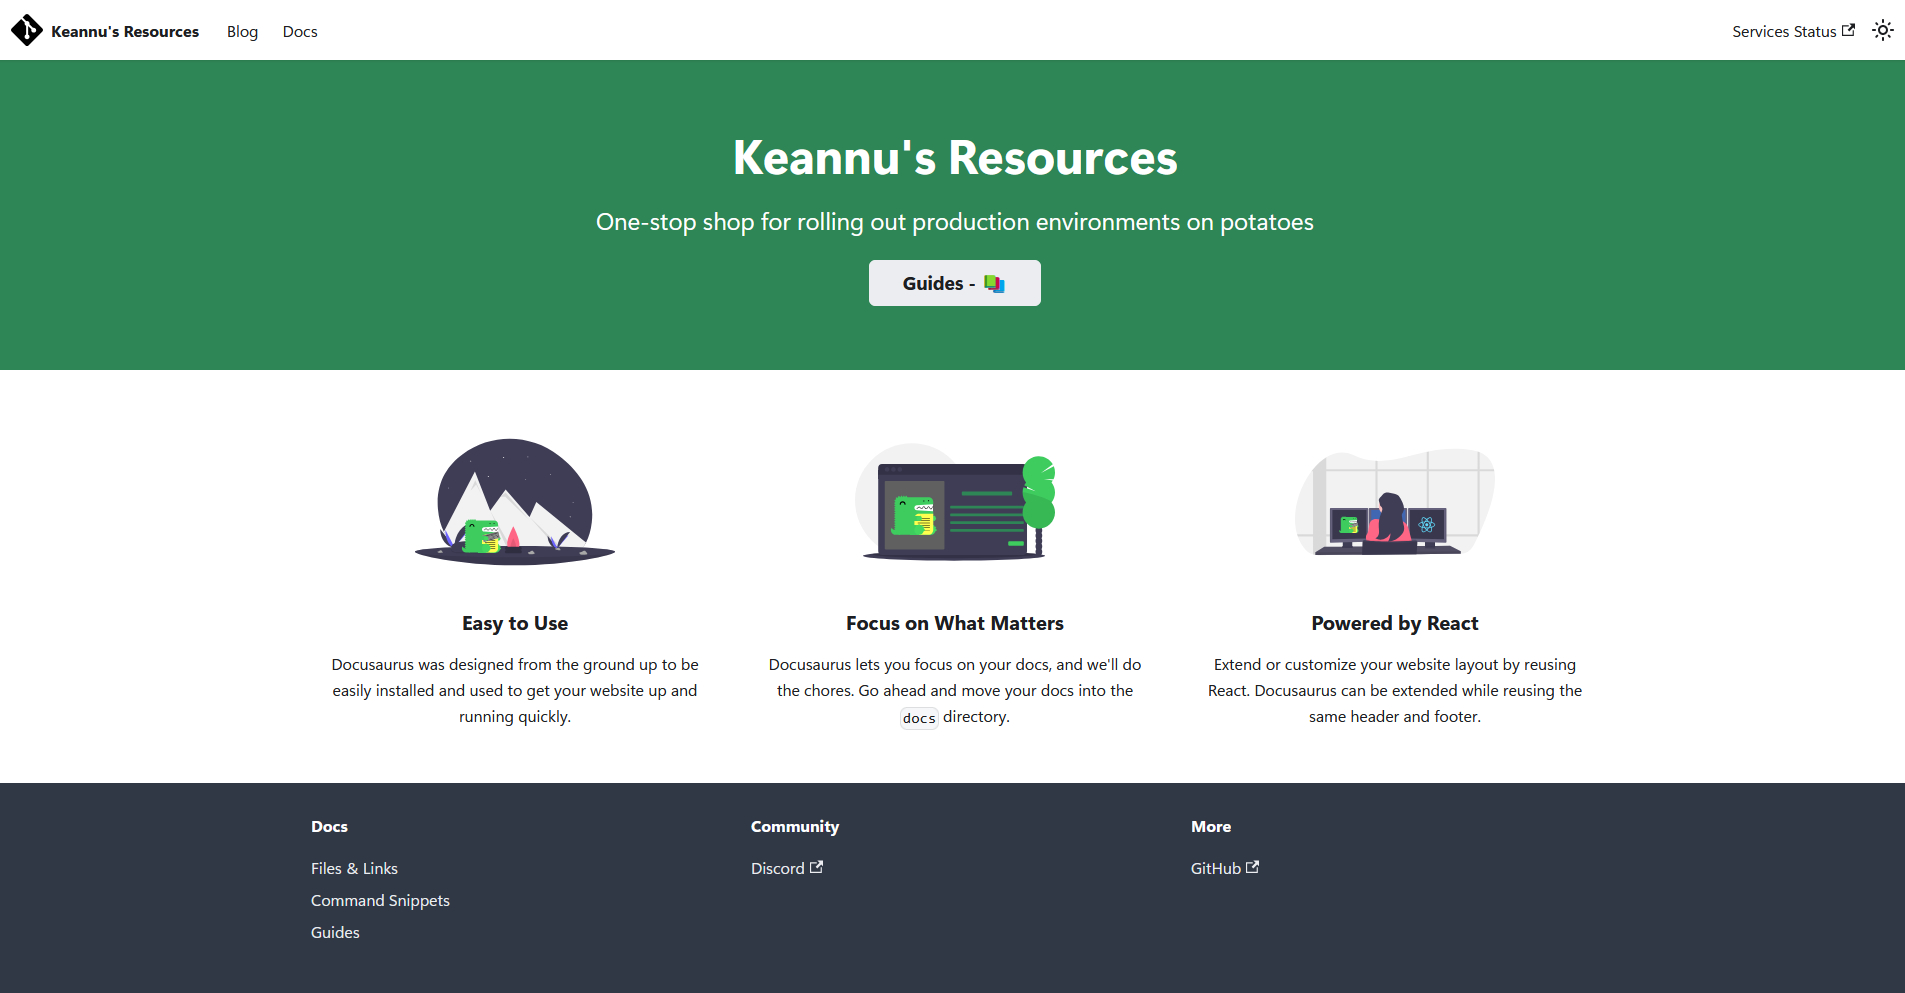 Keannu's Resources
Blog
Docs
Services Status
Keannu's Resources
One-stop shop for rolling out production environments on potatoes
Guides - 📚
Easy to Use
Docusaurus was designed from the ground up to be
easily installed and used to get your website up and
running quickly.
Focus on What Matters
Docusaurus lets you focus on your docs, and we'll do
the chores. Go ahead and move your docs into the
docs directory.
Powered by React
Extend or customize your website layout by reusing
React. Docusaurus can be extended while reusing the
same header and footer.
Docs
Files & Links
Command Snippets
Guides
Community
Discord
More
GitHub